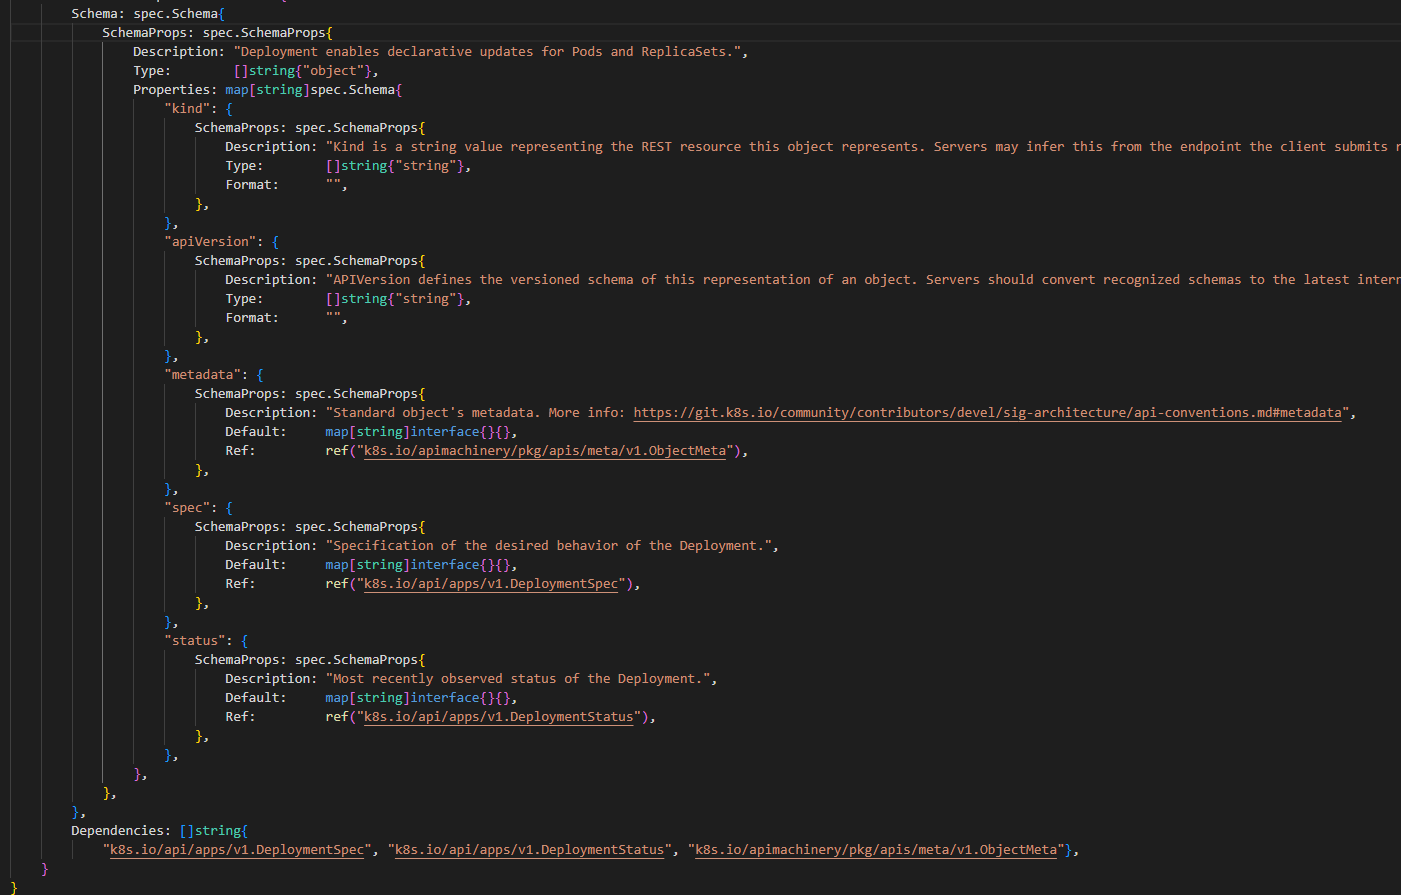 Schema: spec.Schema{
SchemaProps: spec.SchemaProps{
Description: "Deployment enables declarative updates for Pods and ReplicaSets.",
Type: []string{"object"},
Properties: map[string]spec.Schema{
"kind": {
SchemaProps: spec.SchemaProps{
Description: "Kind is a string value representing the REST resource this object represents. Servers may infer this from the endpoint the client submits
Type: []string{"string"},
Format: "",
},
},
"apiVersion": {
SchemaProps: spec.SchemaProps{
Description: "APIVersion defines the versioned schema of this representation of an object. Servers should convert recognized schemas to the latest intern
Type: []string{"string"},
Format: "",
},
},
"metadata": {
SchemaProps: spec.SchemaProps{
Description: "Standard object's metadata. More info: https://git.k8s.io/community/contributors/devel/sig-architecture/api-conventions.md#metadata",
Default: map[string]interface{}{},
Ref: ref("k8s.io/apimachinery/pkg/apis/meta/v1.ObjectMeta"),
},
},
"spec": {
SchemaProps: spec.SchemaProps{
Description: "Specification of the desired behavior of the Deployment.",
Default: map[string]interface{}{},
Ref: ref("k8s.io/api/apps/v1.DeploymentSpec"),
},
},
"status": {
SchemaProps: spec.SchemaProps{
Description: "Most recently observed status of the Deployment.",
Default: map[string]interface{}{},
Ref: ref("k8s.io/api/apps/v1.DeploymentStatus"),
},
},
},
},
},
Dependencies: []string{
"k8s.io/api/apps/v1.DeploymentSpec", "k8s.io/api/apps/v1.DeploymentStatus", "k8s.io/apimachinery/pkg/apis/meta/v1.ObjectMeta"},
}
}